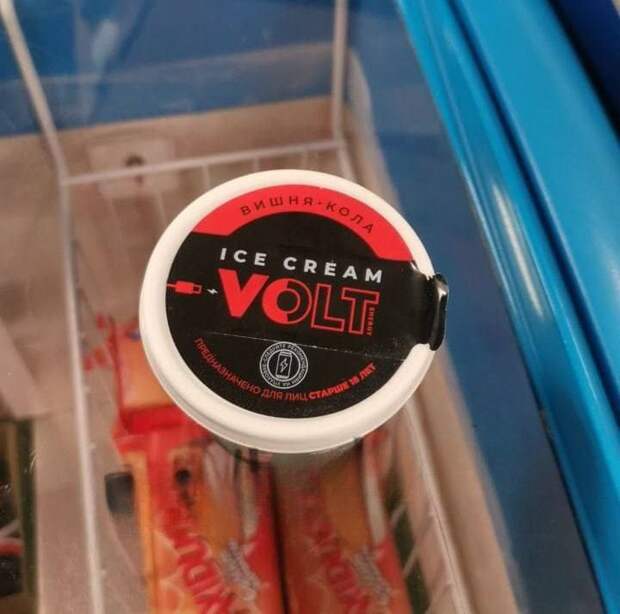 ВИШНЯ-КОЛА
ICE CREAM
VOLT
ENERGY
ПРЕДНАЗНАЧЕНО ДЛЯ ЛИЦ СТАРШЕ 18 ЛЕТ